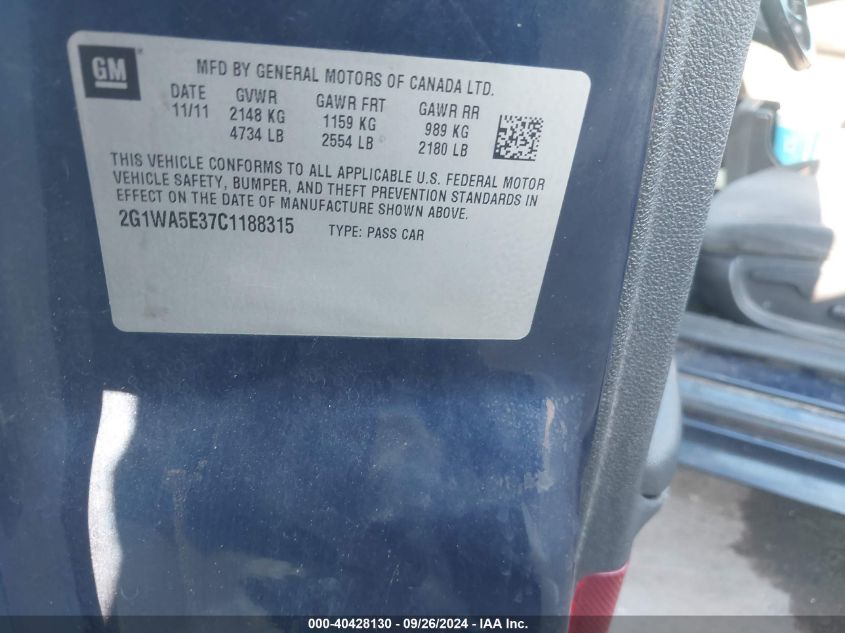 GM
MFD BY GENERAL MOTORS OF CANADA LTD.
DATE GVWR GAWR FRT GAWR RR
11/11 2148 KG 1159 KG 989 KG
4734 LB 2554 LB 2180 LB
THIS VEHICLE CONFORMS TO ALL APPLICABLE U.S. FEDERAL MOTOR
VEHICLE SAFETY, BUMPER, AND THEFT PREVENTION STANDARDS IN
EFFECT ON THE DATE OF MANUFACTURE SHOWN ABOVE.
2G1WA5E37C1188315 TYPE: PASS CAR
000-40428130 - 09/26/2024 - IAA Inc.